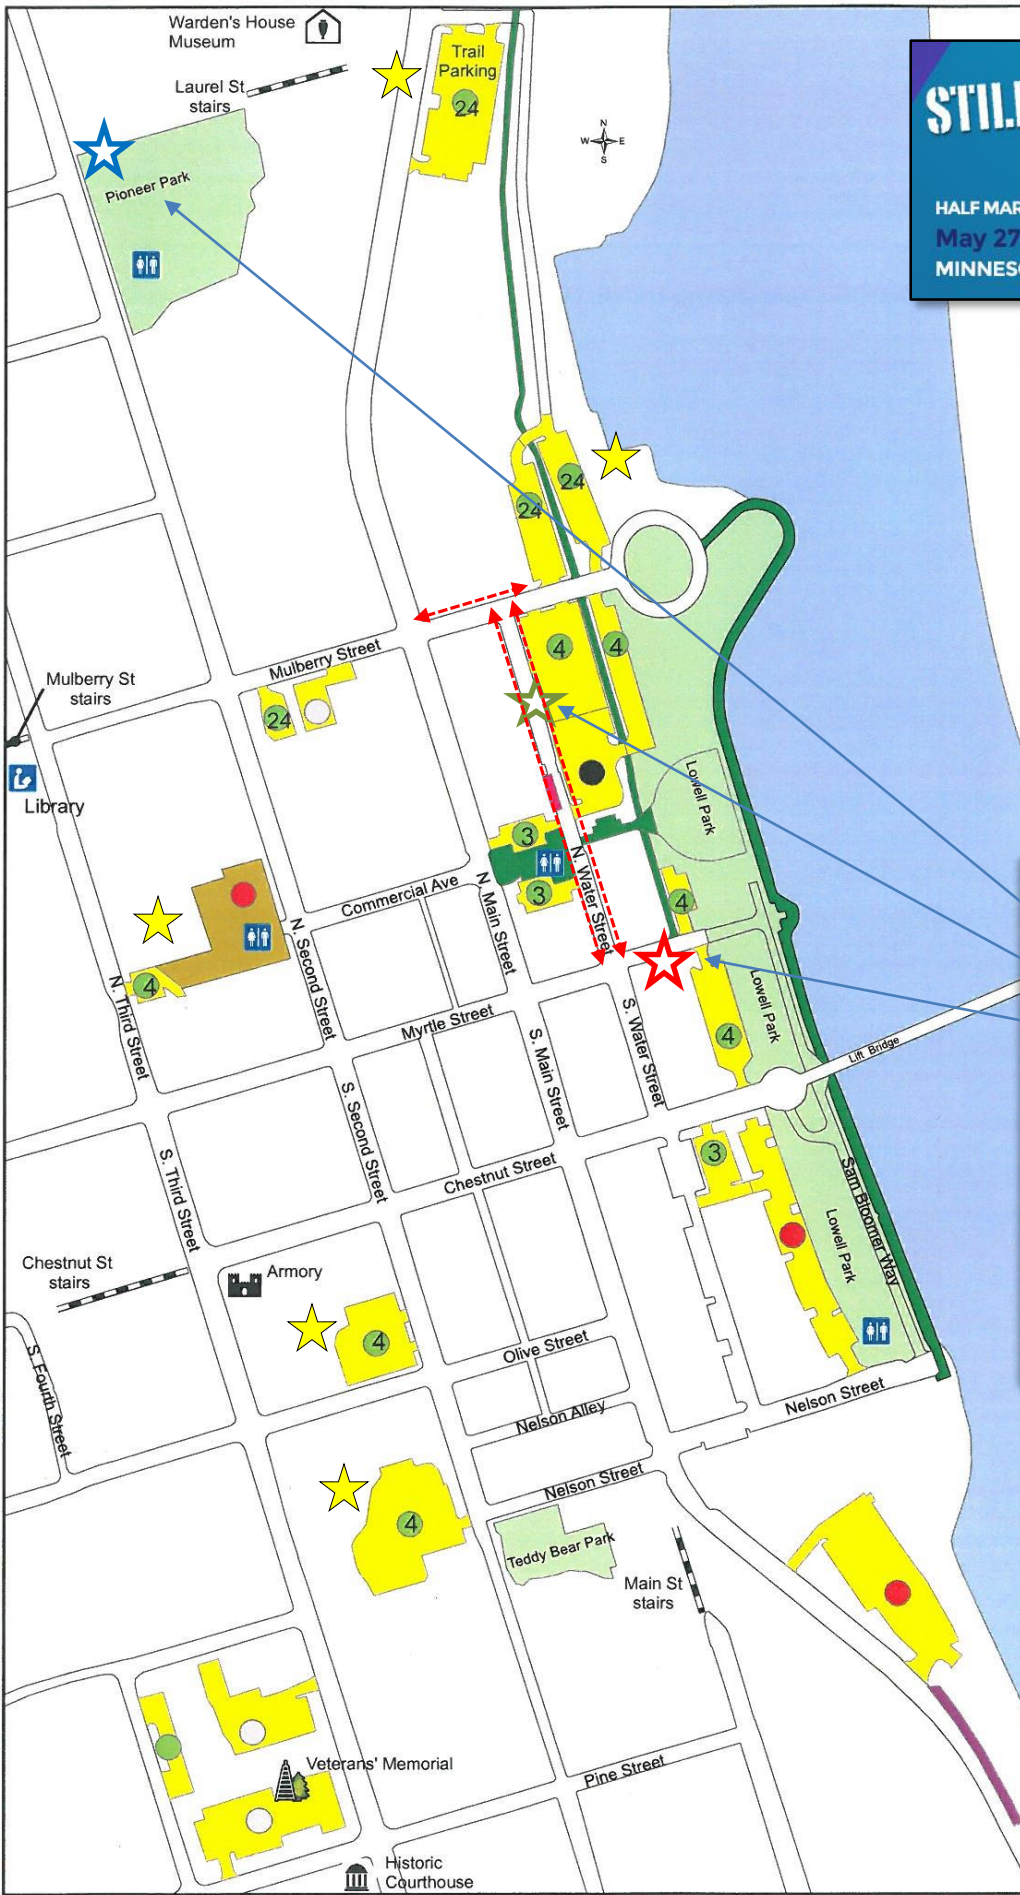 Warden's House
Museum
Laurel St
stairs
Trail
Parking
24
N
W E
S
Pioneer Park
HALF MAR
May 27
MINNES
24
24
Mulberry Street
4
4
Mulberry St
stairs
24
Library
Lowell Park
3
3
Commercial Ave
N. Main Street
N. Water Street
4
N. Second Street
4
N. Third Street
Myrtle Street
S. Main Street
S. Water Street
4
Lowell Park
Lift Bridge
S. Second Street
S. Third Street
Chestnut Street
3
Sam Bloomer Way
Lowell Park
Chestnut St
stairs
Armory
4
Olive Street
S. Fourth Street
Nelson Alley
Nelson Street
Nelson Street
4
Teddy Bear Park
Main St
stairs
Veterans' Memorial
Pine Street
Historic
Courthouse